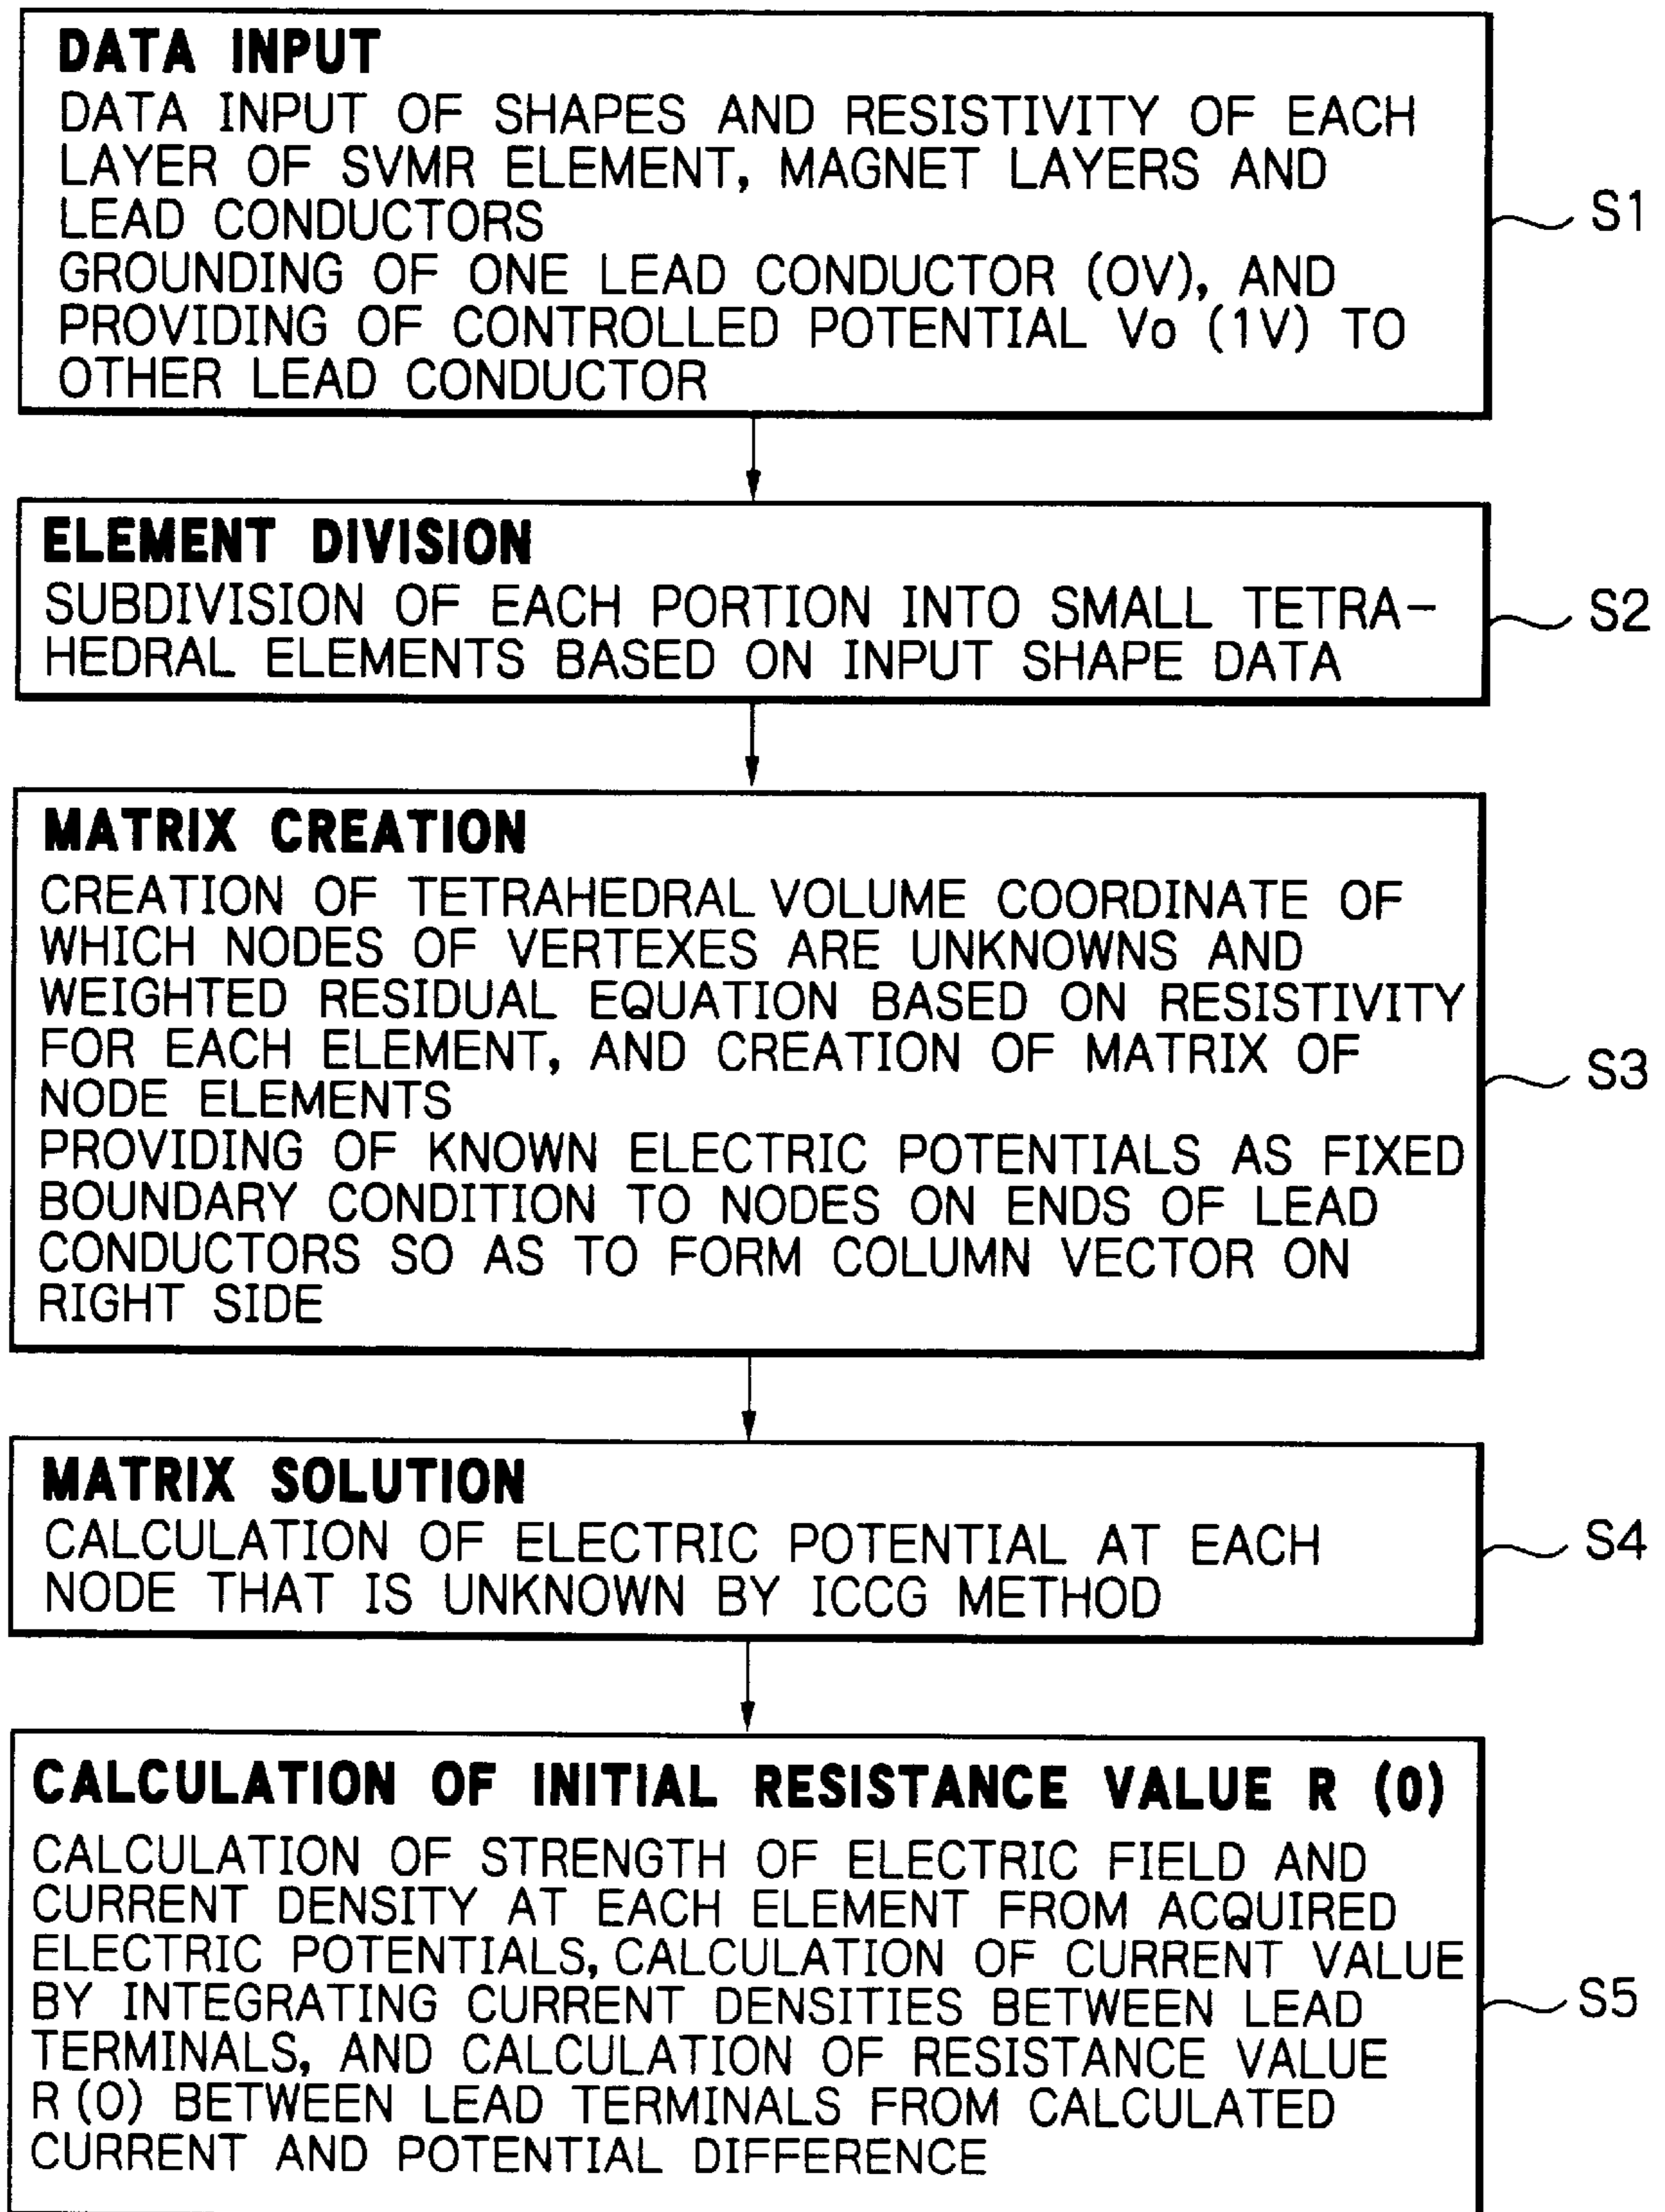 DATA INPUT
DATA INPUT OF SHAPES AND RESISTIVITY OF EACH
LAYER OF SVMR ELEMENT, MAGNET LAYERS AND
LEAD CONDUCTORS
GROUNDING OF ONE LEAD CONDUCTOR (0V), AND
PROVIDING OF CONTROLLED POTENTIAL Vo (1V) TO
OTHER LEAD CONDUCTOR
S1
ELEMENT DIVISION
SUBDIVISION OF EACH PORTION INTO SMALL TETRA-
HEDRAL ELEMENTS BASED ON INPUT SHAPE DATA
S2
MATRIX CREATION
CREATION OF TETRAHEDRAL VOLUME COORDINATE OF
WHICH NODES OF VERTEXES ARE UNKNOWNS AND
WEIGHTED RESIDUAL EQUATION BASED ON RESISTIVITY
FOR EACH ELEMENT, AND CREATION OF MATRIX OF
NODE ELEMENTS
PROVIDING OF KNOWN ELECTRIC POTENTIALS AS FIXED
BOUNDARY CONDITION TO NODES ON ENDS OF LEAD
CONDUCTORS SO AS TO FORM COLUMN VECTOR ON
RIGHT SIDE
S3
MATRIX SOLUTION
CALCULATION OF ELECTRIC POTENTIAL AT EACH
NODE THAT IS UNKNOWN BY ICCG METHOD
S4
CALCULATION OF INITIAL RESISTANCE VALUE R (0)
CALCULATION OF STRENGTH OF ELECTRIC FIELD AND
CURRENT DENSITY AT EACH ELEMENT FROM ACQUIRED
ELECTRIC POTENTIALS, CALCULATION OF CURRENT VALUE
BY INTEGRATING CURRENT DENSITIES BETWEEN LEAD
TERMINALS, AND CALCULATION OF RESISTANCE VALUE
R (0) BETWEEN LEAD TERMINALS FROM CALCULATED
CURRENT AND POTENTIAL DIFFERENCE
S5